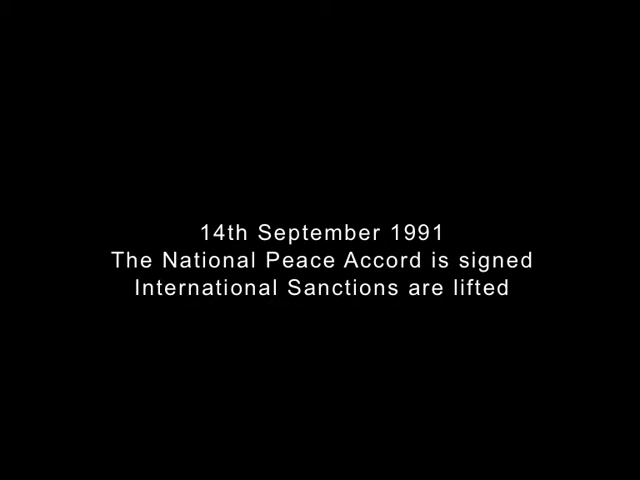 14th September 1991
The National Peace Accord is signed
International Sanctions are lifted